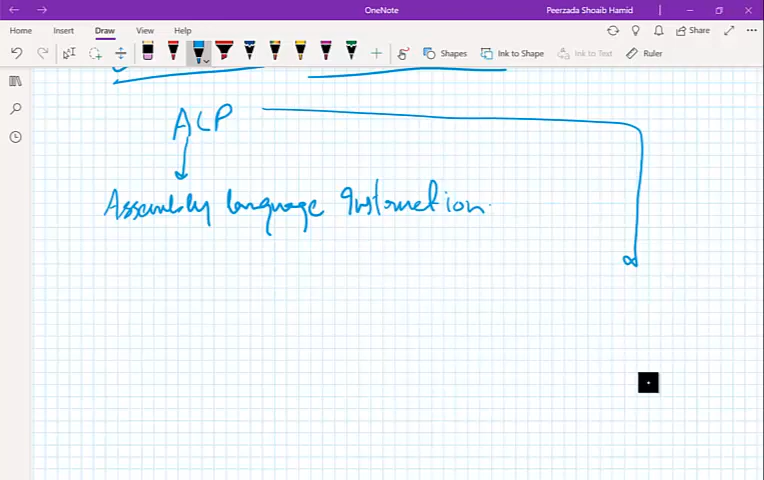 OneNote
Peerzada Shoaib Hamid
Home Insert Draw View Help
Share
Shapes
Ink to Shape
Ink to Text
Ruler
ALP
Assembly language Instruction